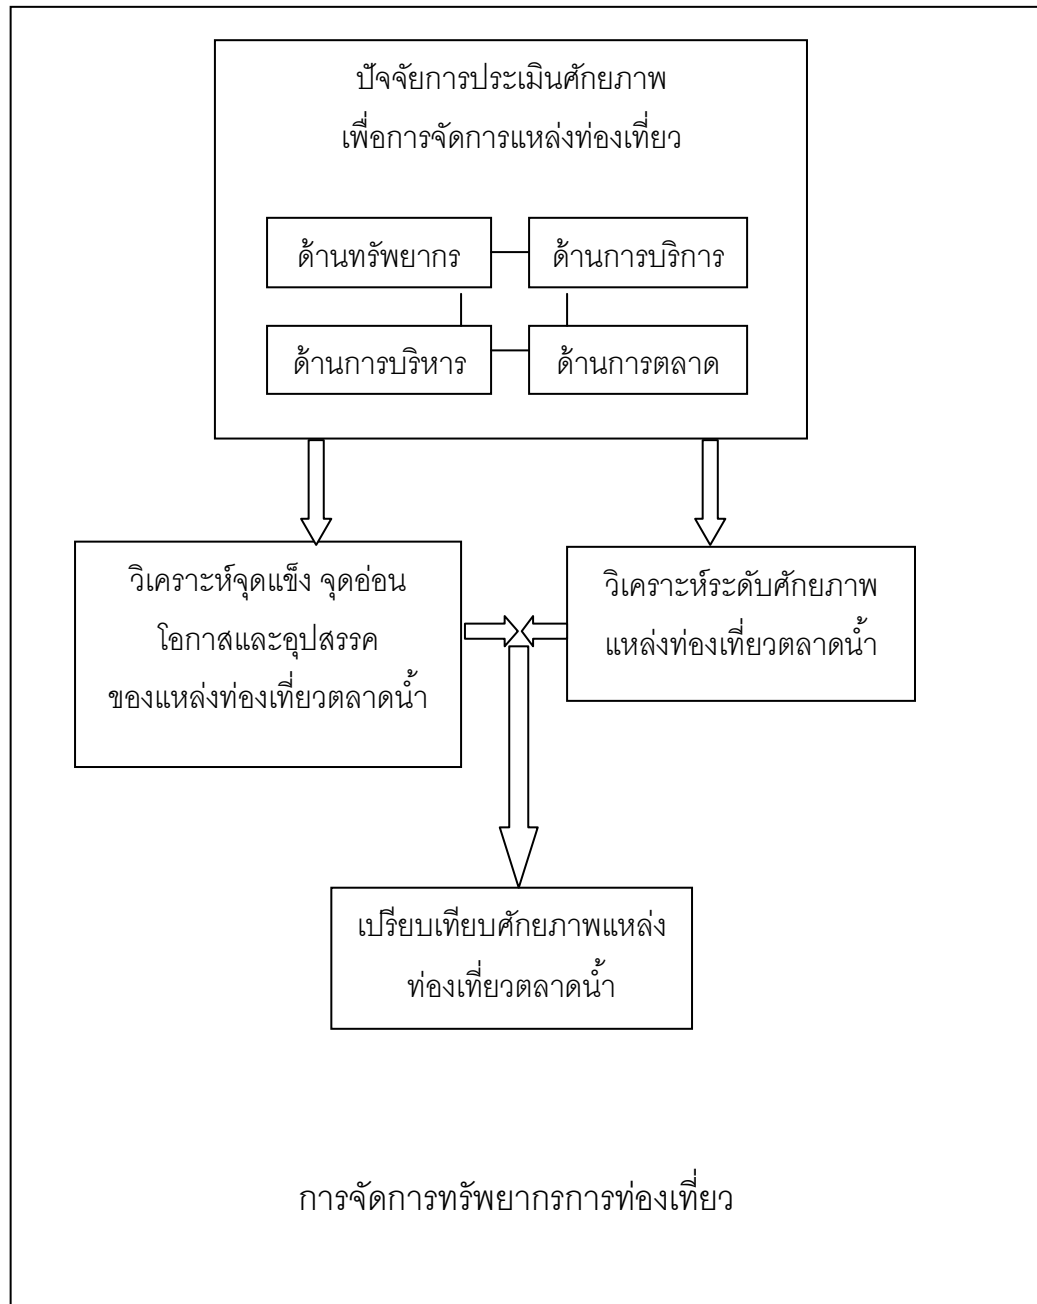 ปัจจัยการประเมินศักยภาพ
เพื่อการจัดการแหล่งท่องเที่ยว
ด้านทรัพยากร
ด้านการบริการ
ด้านการบริหาร
ด้านการตลาด
วิเคราะห์จุดแข็ง จุดอ่อน
โอกาสและอุปสรรค
ของแหล่งท่องเที่ยวตลาดน้ำ
วิเคราะห์ระดับศักยภาพ
แหล่งท่องเที่ยวตลาดน้ำ
เปรียบเทียบศักยภาพแหล่ง
ท่องเที่ยวตลาดน้ำ
การจัดการทรัพยากรการท่องเที่ยว